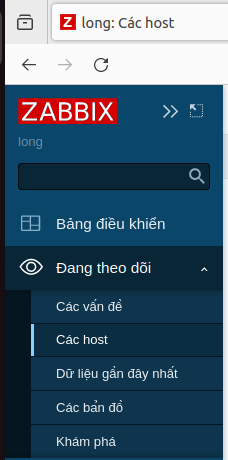 long: Các host
ZABBIX
long
Bảng điều khiển
Đang theo dõi
Các vấn đề
Các host
Dữ liệu gần đây nhất
Các bản đồ
Khám phá